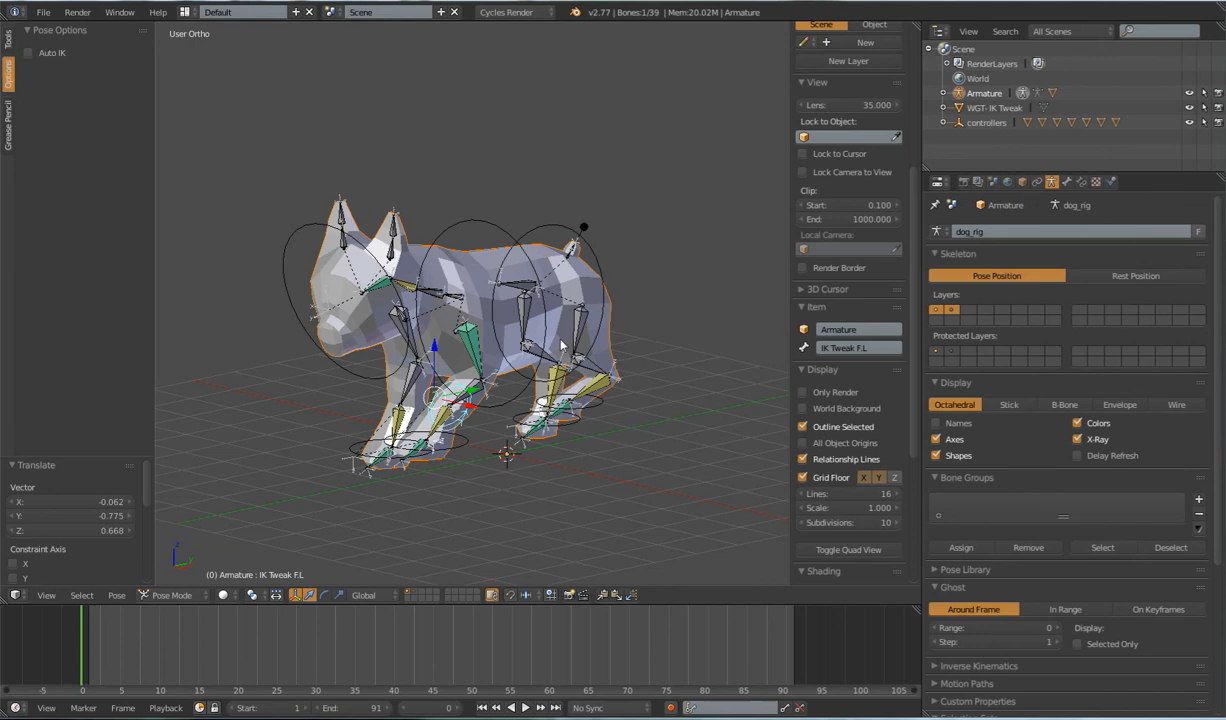 File Render Window Help Default Scene Cycles Render v2.77 | Bones:1/39 | Mem:20.02M | Armature
Pose Options
Auto IK
Tools
Options
Grease Pencil
Translate
Vector
X: -0.062
Y: -0.775
Z: 0.668
Constraint Axis
X
Y
User Ortho
(0) Armature : IK Tweak F.L
Scene Object
New
New Layer
View
Lens: 35.000
Lock to Object:
Lock to Cursor
Lock Camera to View
Clip:
Start: 0.100
End: 1000.000
Local Camera:
Render Border
3D Cursor
Item
Armature
IK Tweak F.L
Display
Only Render
World Background
Outline Selected
All Object Origins
Relationship Lines
Grid Floor X Y Z
Lines: 16
Scale: 1.000
Subdivisions: 10
Toggle Quad View
Shading
View Select Pose Pose Mode Global
-5 0 5 10 15 20 25 30 35 40 45 50 55 60 65 70 75 80 85 90 95 100 105
View Marker Frame Playback Start: 1 End: 91 0 No Sync
View Search All Scenes
Scene
RenderLayers
World
Armature
WGT- IK Tweak
controllers
Armature dog_rig
dog_rig F
Skeleton
Pose Position Rest Position
Layers:
Protected Layers:
Display
Octahedral Stick B-Bone Envelope Wire
Names Colors
Axes X-Ray
Shapes Delay Refresh
Bone Groups
Assign Remove Select Deselect
Pose Library
Ghost
Around Frame In Range On Keyframes
Range: 0 Display:
Step: 1 Selected Only
Inverse Kinematics
Motion Paths
Custom Properties